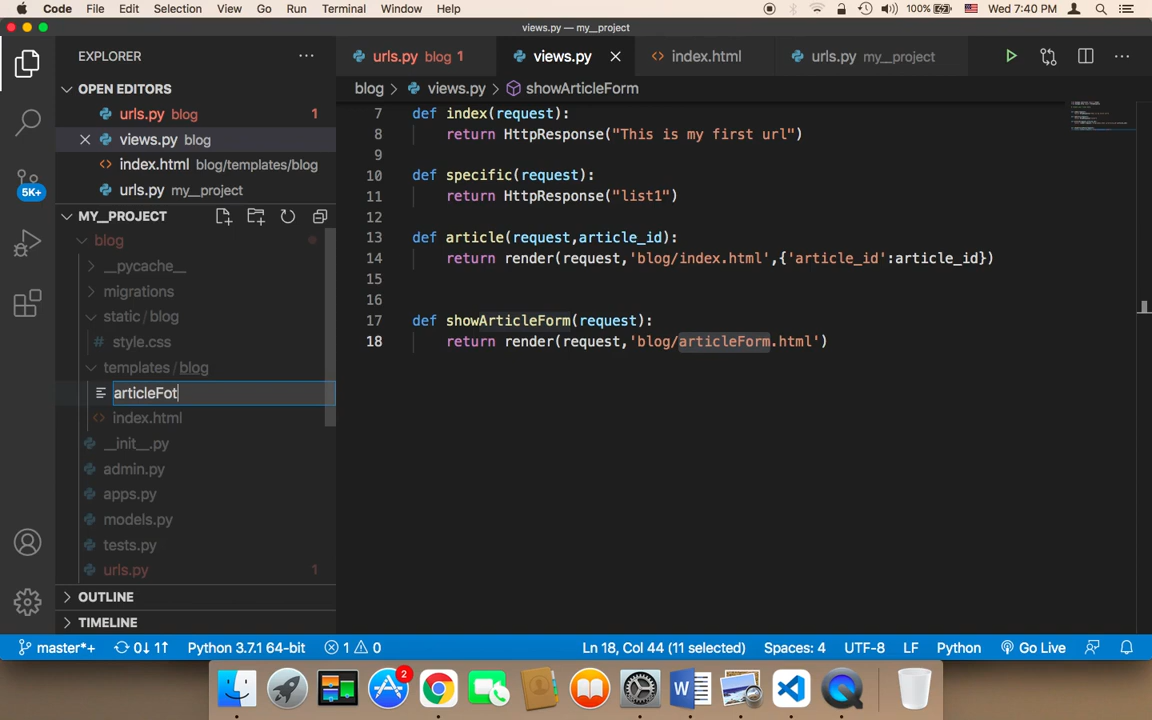 Code File Edit Selection View Go Run Terminal Window Help 100% Wed 7:40 PM
views.py — my__project
EXPLORER
urls.py blog 1 views.py index.html urls.py my__project
OPEN EDITORS
urls.py blog 1
views.py blog
index.html blog/templates/blog
urls.py my__project
MY__PROJECT
blog
__pycache__
migrations
static / blog
style.css
templates / blog
articleFot
index.html
__init__.py
admin.py
apps.py
models.py
tests.py
urls.py 1
OUTLINE
TIMELINE
5K+
blog > views.py > showArticleForm
7 def index(request):
8 return HttpResponse("This is my first url")
9
10 def specific(request):
11 return HttpResponse("list1")
12
13 def article(request,article_id):
14 return render(request,'blog/index.html',{'article_id':article_id})
15
16
17 def showArticleForm(request):
18 return render(request,'blog/articleForm.html')
master*+ 0↓ 1↑ Python 3.7.1 64-bit 1 0 Ln 18, Col 44 (11 selected) Spaces: 4 UTF-8 LF Python Go Live
2